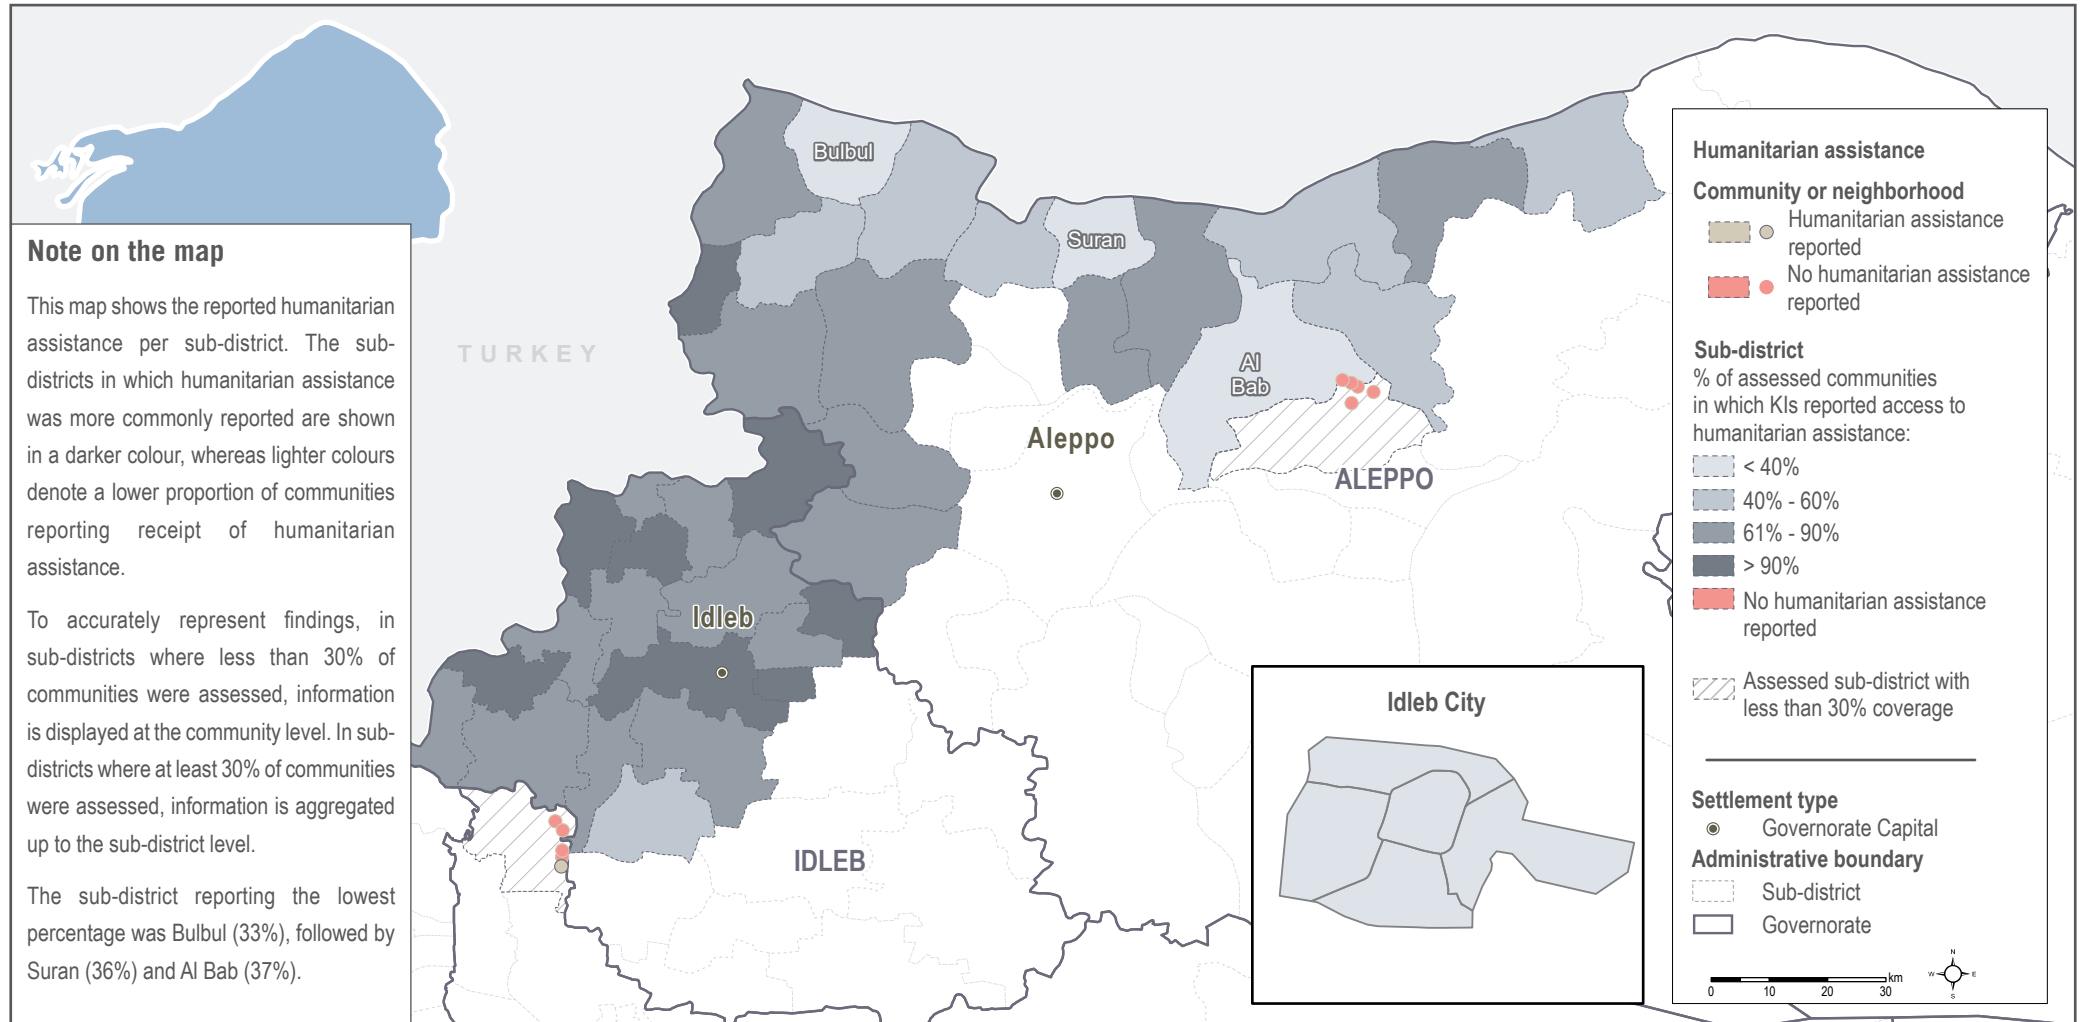 Note on the map
This map shows the reported humanitarian
assistance per sub-district. The sub-
districts in which humanitarian assistance
was more commonly reported are shown
in a darker colour, whereas lighter colours
denote a lower proportion of communities
reporting receipt of humanitarian
assistance.
To accurately represent findings, in
sub-districts where less than 30% of
communities were assessed, information
is displayed at the community level. In sub-
districts where at least 30% of communities
were assessed, information is aggregated
up to the sub-district level.
The sub-district reporting the lowest
percentage was Bulbul (33%), followed by
Suran (36%) and Al Bab (37%).
TURKEY
Bulbul
Suran
Al
Bab
Aleppo
ALEPPO
Idleb
IDLEB
Idleb City
Humanitarian assistance
Community or neighborhood
Humanitarian assistance
reported
No humanitarian assistance
reported
Sub-district
% of assessed communities
in which KIs reported access to
humanitarian assistance:
< 40%
40% - 60%
61% - 90%
> 90%
No humanitarian assistance
reported
Assessed sub-district with
less than 30% coverage
Settlement type
Governorate Capital
Administrative boundary
Sub-district
Governorate
km
0 10 20 30
N
W E
S